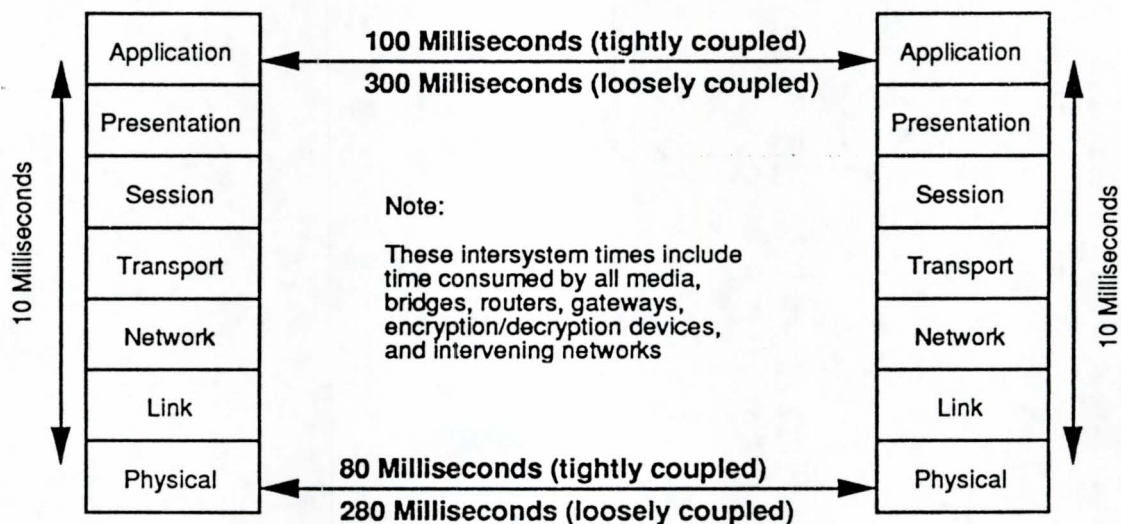 100 Milliseconds (tightly coupled)
300 Milliseconds (loosely coupled)
10 Milliseconds
Application
Presentation
Session
Transport
Network
Link
Physical
Note:
These intersystem times include
time consumed by all media,
bridges, routers, gateways,
encryption/decryption devices,
and intervening networks
Application
Presentation
Session
Transport
Network
Link
Physical
10 Milliseconds
80 Milliseconds (tightly coupled)
280 Milliseconds (loosely coupled)